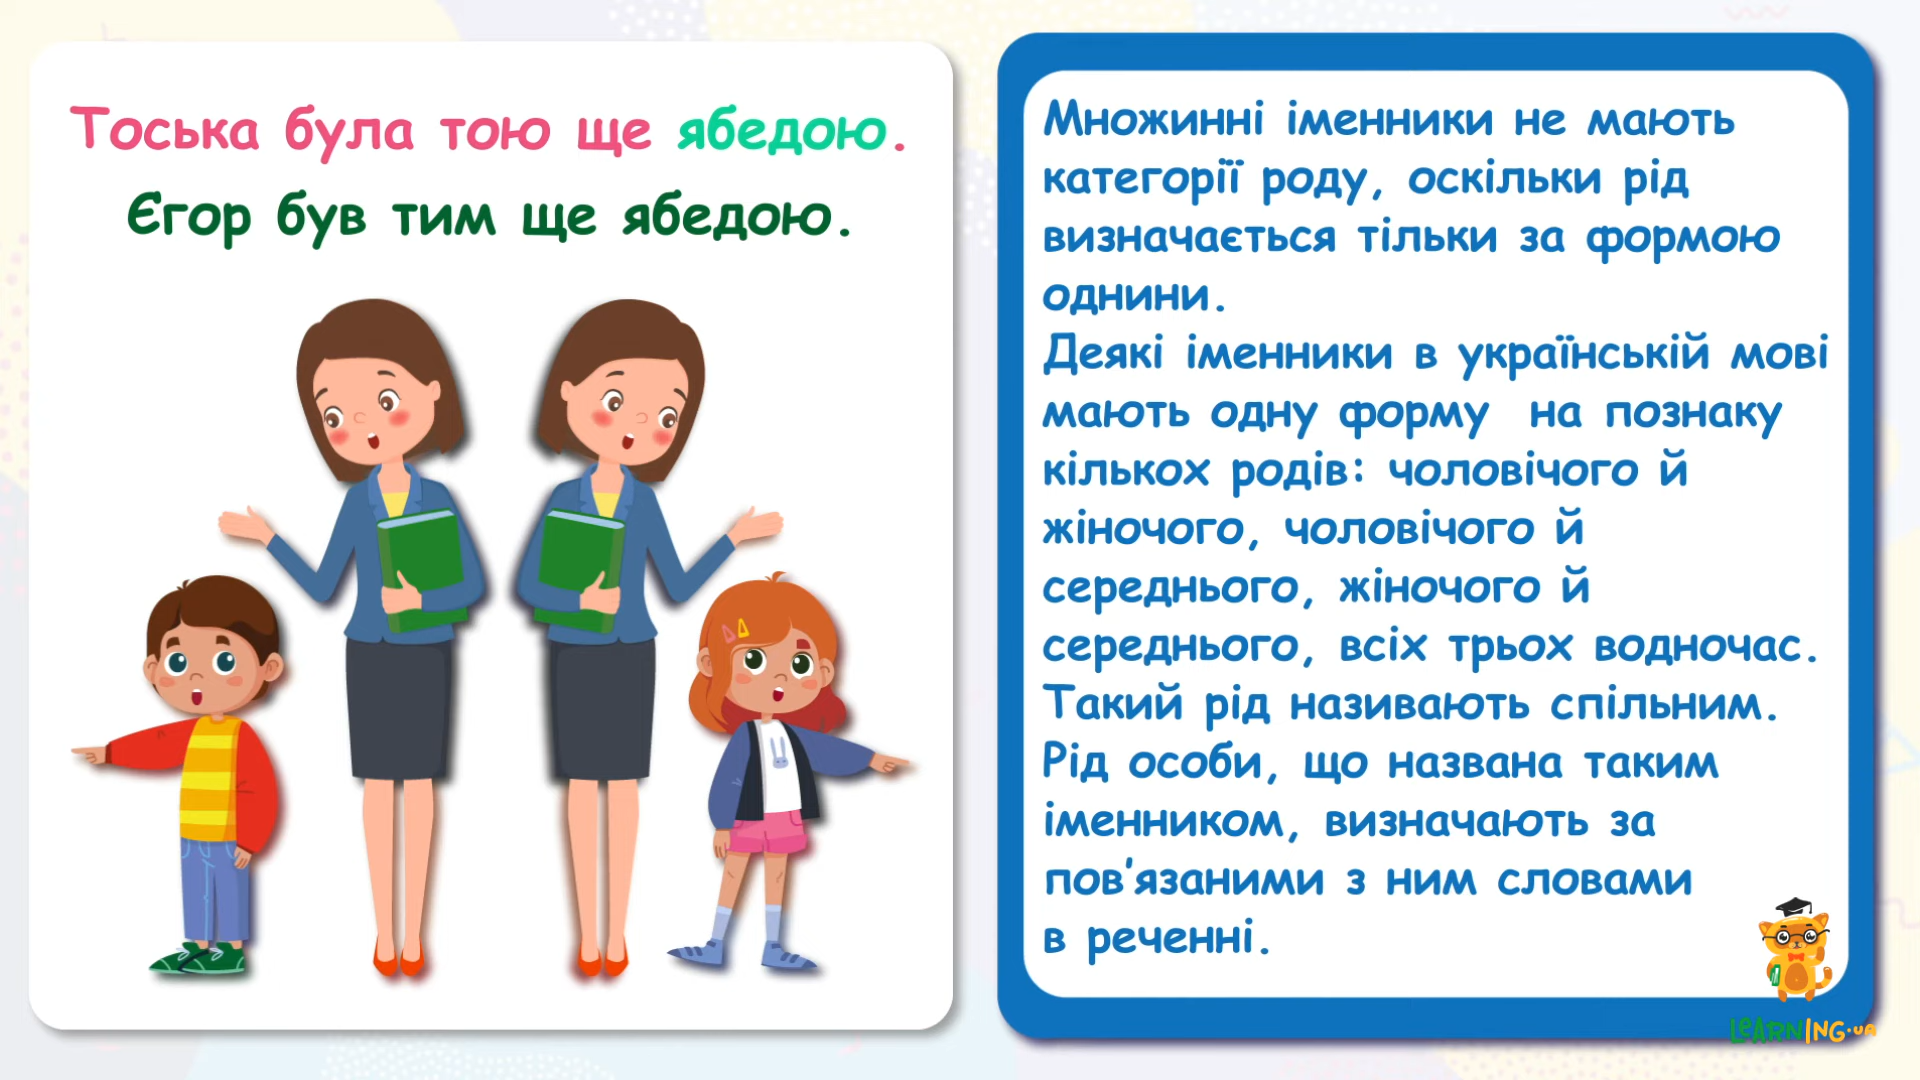 Тоська була тою ще ябедою.
Єгор був тим ще ябедою.
Множинні іменники не мають
категорії роду, оскільки рід
визначається тільки за формою
однини.
Деякі іменники в українській мові
мають одну форму на познаку
кількох родів: чоловічого й
жіночого, чоловічого й
середнього, жіночого й
середнього, всіх трьох водночас.
Такий рід називають спільним.
Рід особи, що названа таким
іменником, визначають за
пов'язаними з ним словами
в реченні.
LEARNING.UA